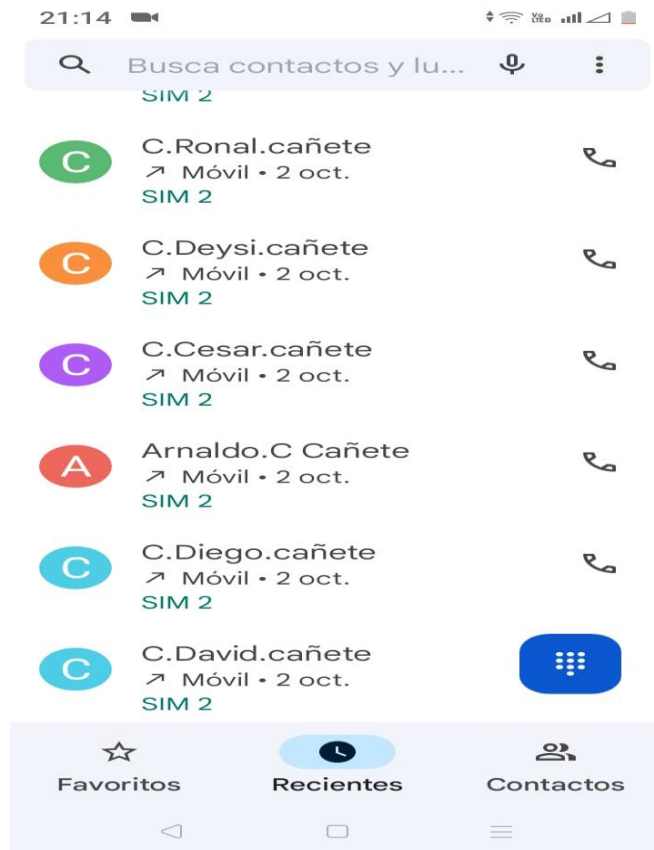 21:14
Vo LTE
Busca contactos y lu...
SIM 2
C
C.Ronal.cañete
Móvil • 2 oct.
SIM 2
C
C.Deysi.cañete
Móvil • 2 oct.
SIM 2
C
C.Cesar.cañete
Móvil • 2 oct.
SIM 2
A
Arnaldo.C Cañete
Móvil • 2 oct.
SIM 2
C
C.Diego.cañete
Móvil • 2 oct.
SIM 2
C
C.David.cañete
Móvil • 2 oct.
SIM 2
Favoritos Recientes Contactos